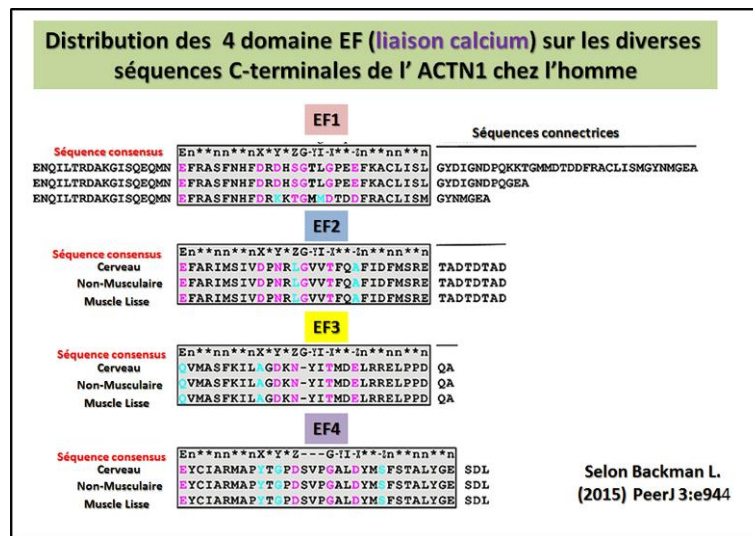 Distribution des 4 domaine EF (liaison calcium) sur les diverses
séquences C-terminales de l' ACTN1 chez l'homme
EF1
Séquences connectrices
Séquence consensus En**nn**nX*Y*ZG-YI-I**-In**nn**n
ENQILTRDAKGISQEQMN EFRASFNHFDRDHSGTLGPEEFKACLISL GYDIGNDPQKKTGMMDTDDFRACLISMGYNMGEA
ENQILTRDAKGISQEQMN EFRASFNHFDRDHSGTLGPEEFKACLISL GYDIGNDPQGEA
ENQILTRDAKGISQEQMN EFRASFNHFDRKKTGMMDTDDFRACLISM GYNMGEA
EF2
Séquence consensus En**nn**nX*Y*ZG-YI-I**-In**nn**n
Cerveau EFARIMSIVDPNRLGVVTFQAFIDFMSRE TADTDTAD
Non-Musculaire EFARIMSIVDPNRLGVVTFQAFIDFMSRE TADTDTAD
Muscle Lisse EFARIMSIVDPNRLGVVTFQAFIDFMSRE TADTDTAD
EF3
Séquence consensus En**nn**nX*Y*ZG-YI-I**-In**nn**n
Cerveau QVMASFKILAGDKN-YITMDELRRELPPD QA
Non-Musculaire QVMASFKILAGDKN-YITMDELRRELPPD QA
Muscle Lisse QVMASFKILAGDKN-YITMDELRRELPPD QA
EF4
Séquence consensus En**nn**nX*Y*Z---G-YI-I**-In**nn**n
Cerveau EYCIARMAPYTGPDSVPGALDYMSFSTALYGE SDL
Non-Musculaire EYCIARMAPYTGPDSVPGALDYMSFSTALYGE SDL
Muscle Lisse EYCIARMAPYTGPDSVPGALDYMSFSTALYGE SDL
Selon Backman L.
(2015) PeerJ 3:e944